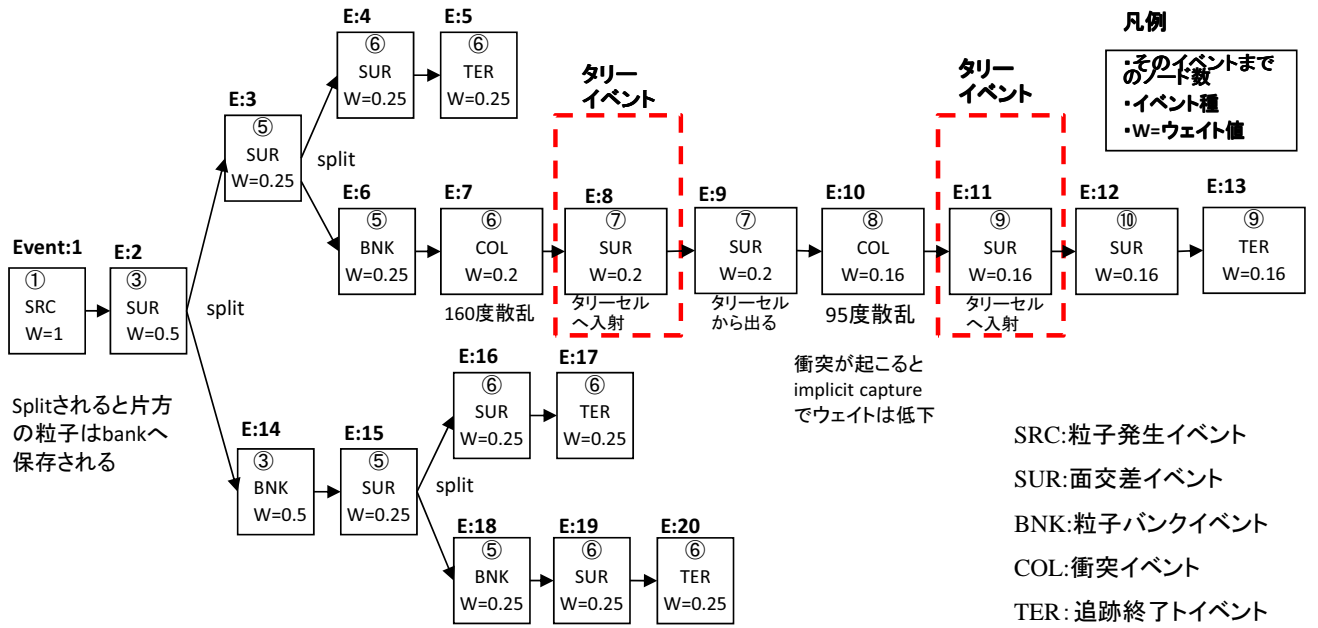 E:4
⑥
SUR
W=0.25
E:5
⑥
TER
W=0.25
タリー
イベント
タリー
イベント
凡例
・そのイベントまで
のノード数
・イベント種
・W=ウェイト値
E:3
⑤
SUR
W=0.25
split
E:6
⑤
BNK
W=0.25
E:7
⑥
COL
W=0.2
160度散乱
E:8
⑦
SUR
W=0.2
タリーセル
へ入射
E:9
⑦
SUR
W=0.2
タリーセル
から出る
E:10
⑧
COL
W=0.16
95度散乱
E:11
⑨
SUR
W=0.16
タリーセル
へ入射
E:12
⑩
SUR
W=0.16
E:13
⑨
TER
W=0.16
Event:1
①
SRC
W=1
E:2
③
SUR
W=0.5
split
Splitされると片方
の粒子はbankへ
保存される
衝突が起こると
implicit capture
でウェイトは低下
E:14
③
BNK
W=0.5
E:15
⑤
SUR
W=0.25
split
E:16
⑥
SUR
W=0.25
E:17
⑥
TER
W=0.25
E:18
⑤
BNK
W=0.25
E:19
⑥
SUR
W=0.25
E:20
⑥
TER
W=0.25
SRC:粒子発生イベント
SUR:面交差イベント
BNK:粒子バンクイベント
COL:衝突イベント
TER:追跡終了トイベント